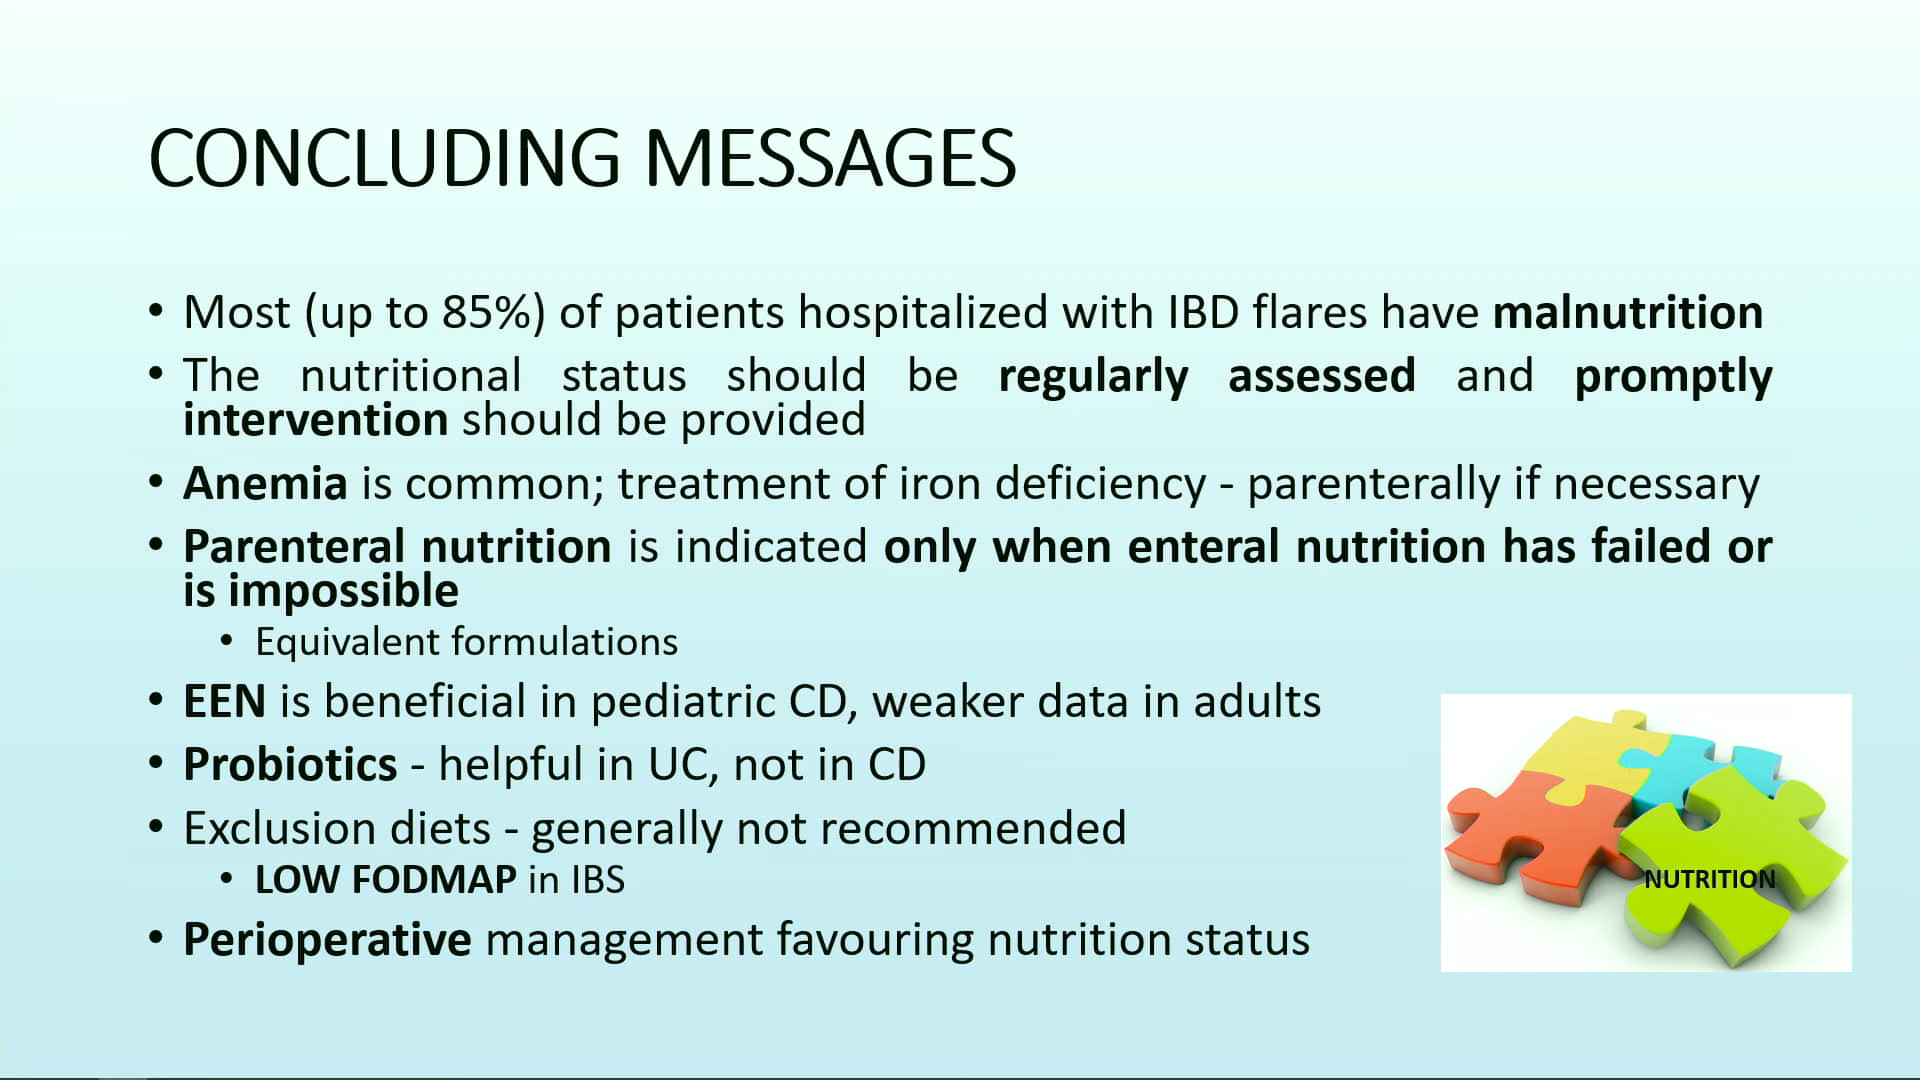 CONCLUDING MESSAGES
• Most (up to 85%) of patients hospitalized with IBD flares have malnutrition
• The nutritional status should be regularly assessed and promptly
intervention should be provided
• Anemia is common; treatment of iron deficiency - parenterally if necessary
• Parenteral nutrition is indicated only when enteral nutrition has failed or
is impossible
• Equivalent formulations
• EEN is beneficial in pediatric CD, weaker data in adults
• Probiotics - helpful in UC, not in CD
• Exclusion diets - generally not recommended
• LOW FODMAP in IBS
• Perioperative management favouring nutrition status
NUTRITION